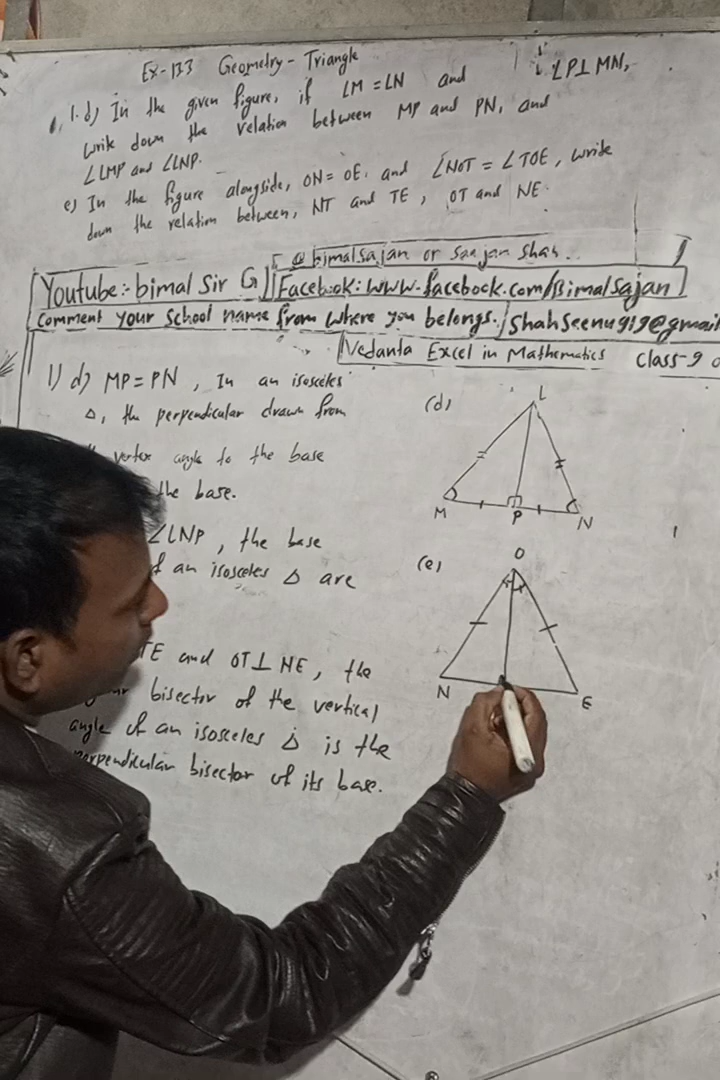 Ex-13.3 Geometry - Triangle
1. d) In the given figure, if ∠M = ∠N and LP⊥MN,
write down the relation between MP and PN, and
∠LMP and ∠LNP.
e) In the figure alongside, ON = OE, and ∠NOT = ∠TOE, write
down the relation between, NT and TE, OT and NE.
@bimalsajan or Saajan Shah.
Youtube:- bimal Sir G Facebook: www.facebook.com/Bimalsajan
Comment your School name from where you belongs. Shahseenu919@gmail
Vedanta Excel in Mathematics Class-9
1) d) MP = PN, In an isosceles
Δ, the perpendicular drawn from
vertex angle to the base
the base.
∠LNP, the base
of an isosceles Δ are
TE and OT⊥NE, the
bisector of the vertical
angle of an isosceles Δ is the
perpendicular bisector of its base.
(d)
L
M P N
(e)
O
N E